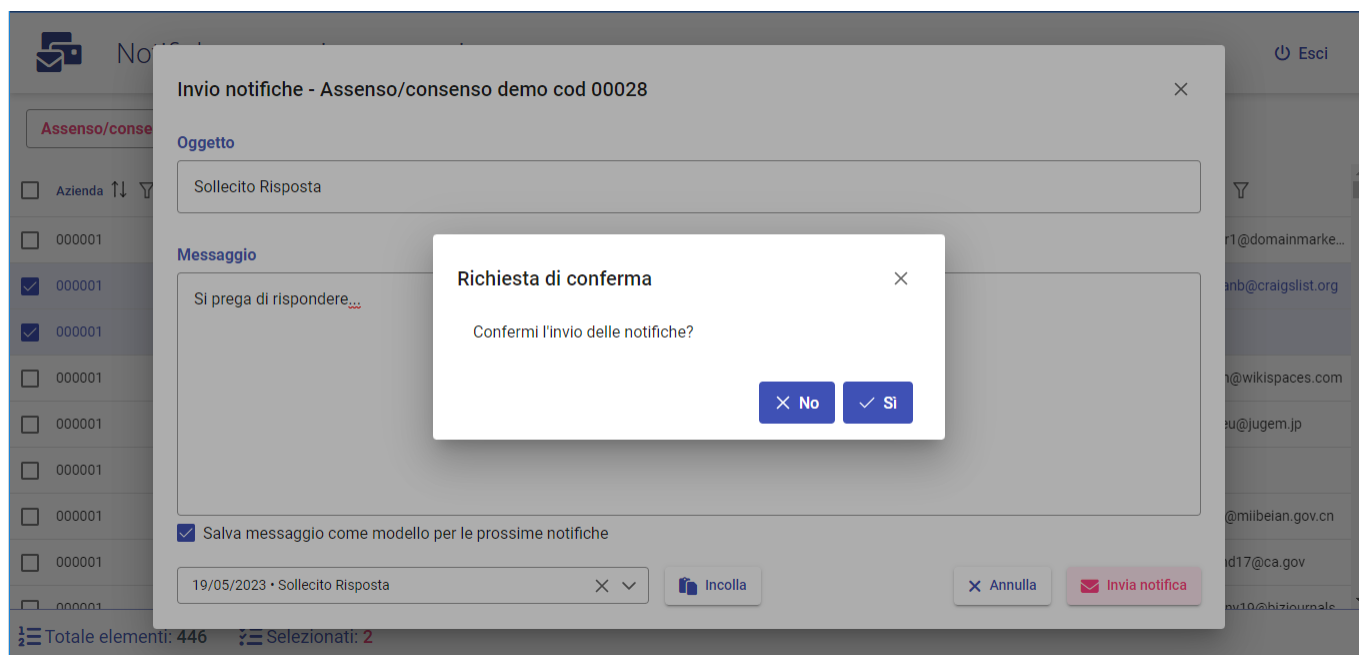 Esci
Invio notifiche - Assenso/consenso demo cod 00028
Assenso/conse
Oggetto
Azienda
Sollecito Risposta
000001
r1@domainmarke...
Messaggio
Richiesta di conferma
000001
anb@craigslist.org
Si prega di rispondere...
Confermi l'invio delle notifiche?
000001
000001
n@wikispaces.com
No
Sì
000001
eu@jugem.jp
000001
000001
@miibeian.gov.cn
Salva messaggio come modello per le prossime notifiche
000001
nd17@ca.gov
19/05/2023 • Sollecito Risposta
Incolla
Annulla
Invia notifica
000001
Totale elementi: 446
Selezionati: 2